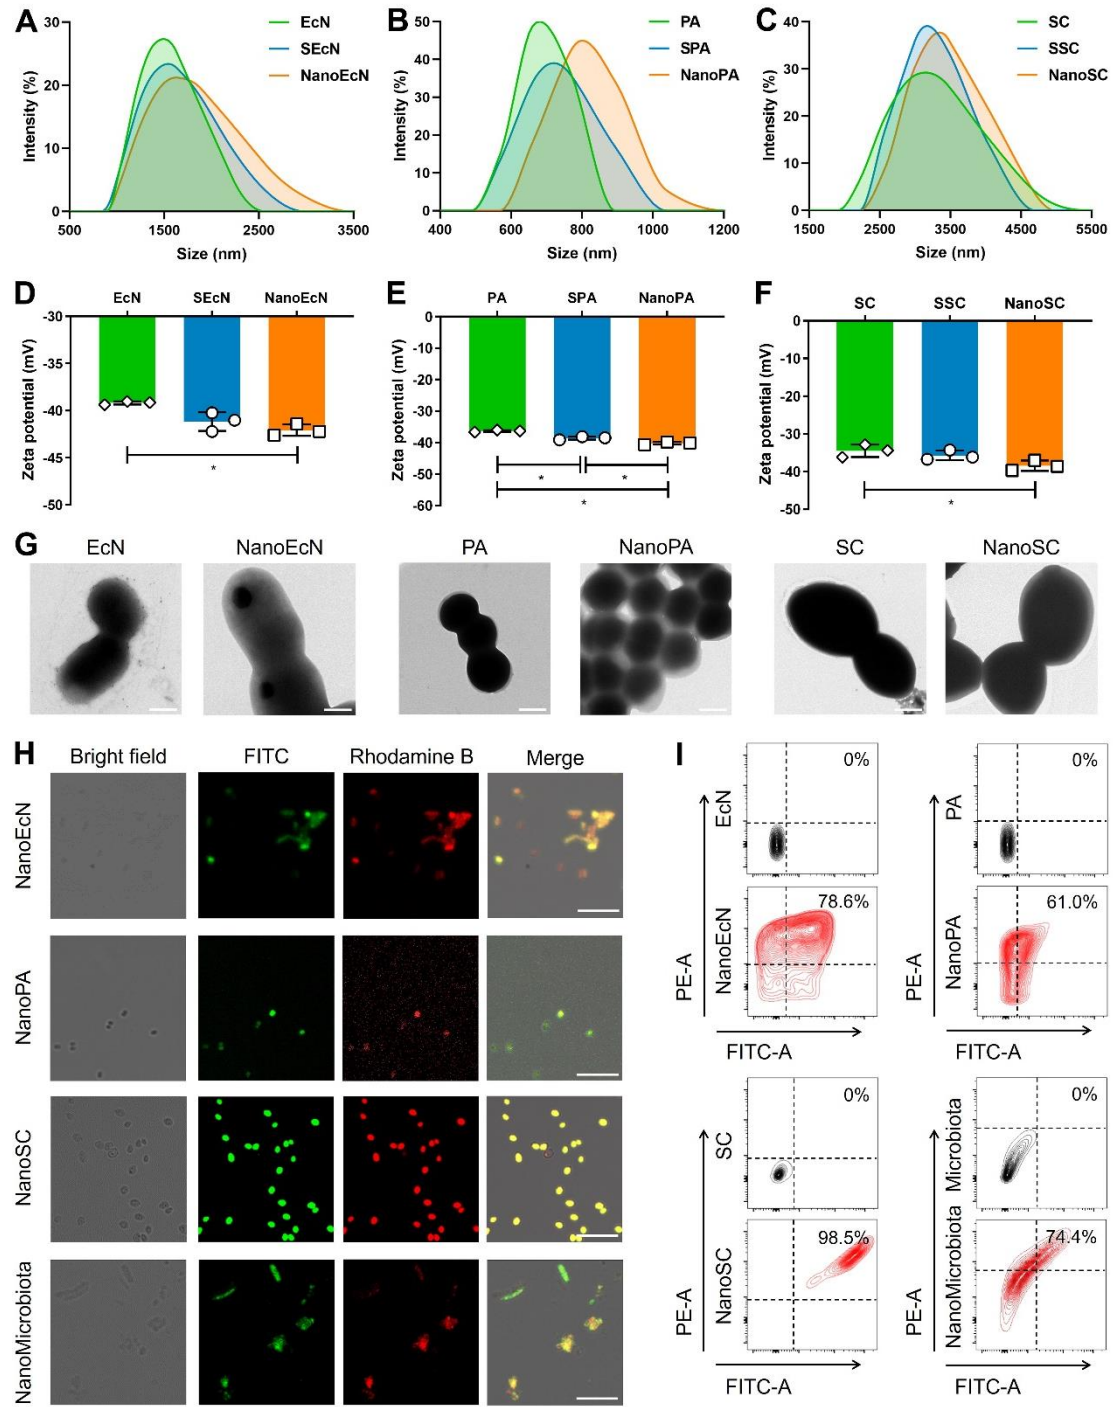 A
EcN
SEcN
NanoEcN
Intensity (%)
30
20
10
0
500 1500 2500 3500
Size (nm)
B
PA
SPA
NanoPA
Intensity (%)
50
40
30
20
10
0
400 600 800 1000 1200
Size (nm)
C
SC
SSC
NanoSC
Intensity (%)
40
30
20
10
0
1500 2500 3500 4500 5500
Size (nm)
D
EcN SEcN NanoEcN
Zeta potential (mV)
-30
-35
-40
-45
-50
*
E
PA SPA NanoPA
Zeta potential (mV)
0
-10
-20
-30
-40
-50
-60
* *
*
F
SC SSC NanoSC
Zeta potential (mV)
0
-10
-20
-30
-40
-50
*
G
EcN NanoEcN PA NanoPA SC NanoSC
H
Bright field FITC Rhodamine B Merge
NanoEcN
NanoPA
NanoSC
NanoMicrobiota
I
EcN
0%
NanoEcN
78.6%
PE-A
FITC-A
PA
0%
NanoPA
61.0%
PE-A
FITC-A
SC
0%
NanoSC
98.5%
PE-A
FITC-A
Microbiota
0%
NanoMicrobiota
74.4%
PE-A
FITC-A